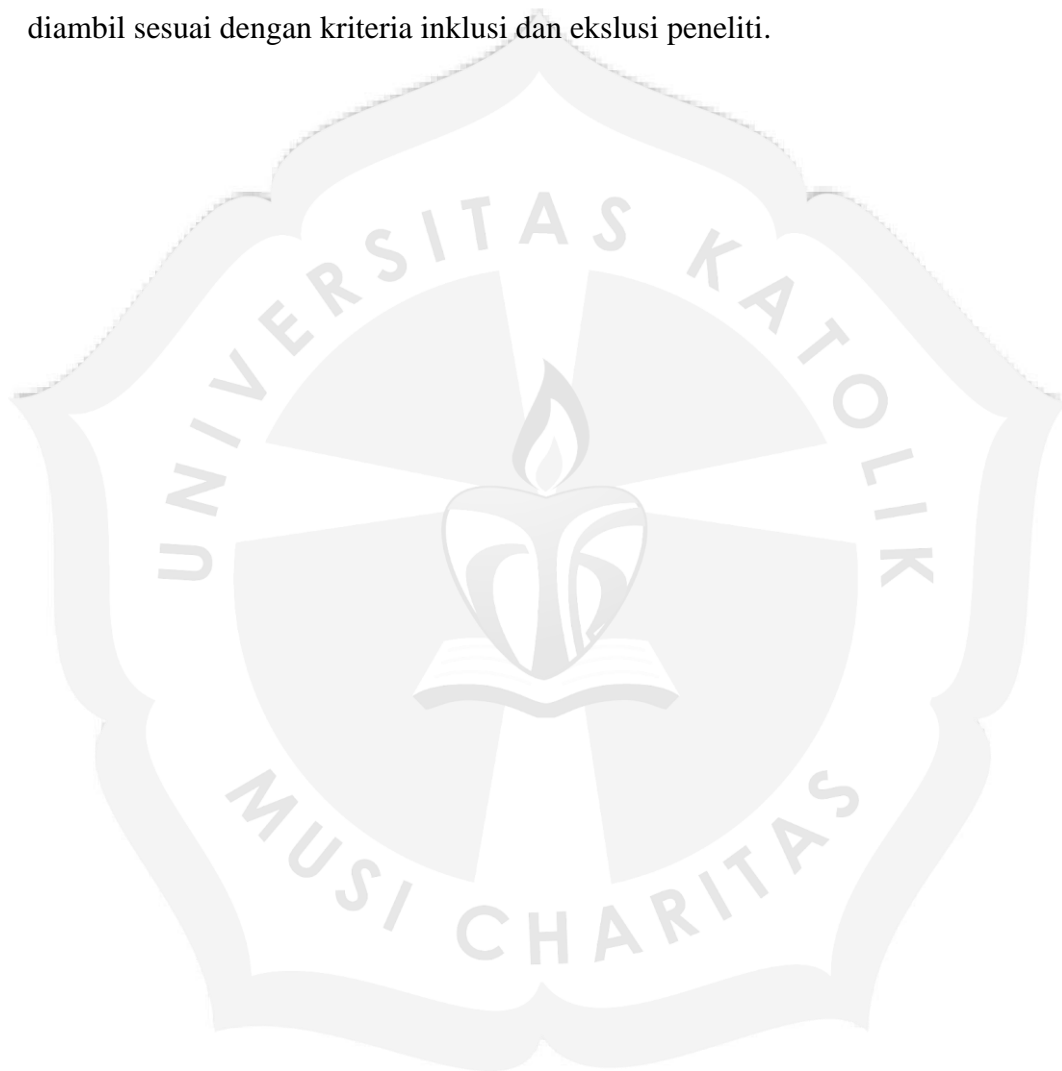 diambil sesuai dengan kriteria inklusi dan ekslusi peneliti.
UNIVERSITAS KATOLIK
MUSI CHARITAS